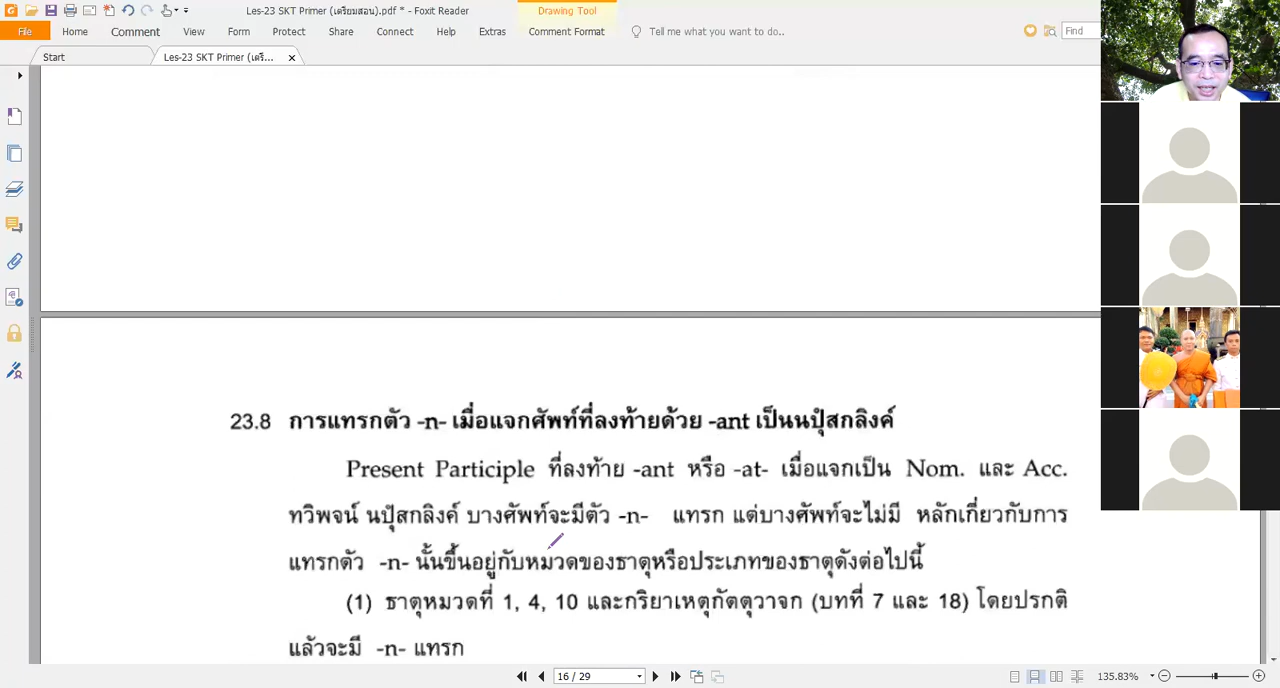 Les-23 SKT Primer (เตรียมสอน).pdf * - Foxit Reader
Drawing Tool
File Home Comment View Form Protect Share Connect Help Extras Comment Format Tell me what you want to do.. Find
Start Les-23 SKT Primer (เตรี...
23.8 การแทรกตัว -n- เมื่อแจกศัพท์ที่ลงท้ายด้วย -ant เป็นนปุํสกลิงค์
Present Participle ที่ลงท้าย -ant หรือ -at- เมื่อแจกเป็น Nom. และ Acc.
ทวิพจน์ นปุํสกลิงค์ บางศัพท์จะมีตัว -n- แทรก แต่บางศัพท์จะไม่มี หลักเกี่ยวกับการ
แทรกตัว -n- นั้นขึ้นอยู่กับหมวดของธาตุหรือประเภทของธาตุดังต่อไปนี้
(1) ธาตุหมวดที่ 1, 4, 10 และกริยาเหตุกัตตุวาจก (บทที่ 7 และ 18) โดยปรกติ
แล้วจะมี -n- แทรก
16 / 29
135.83%